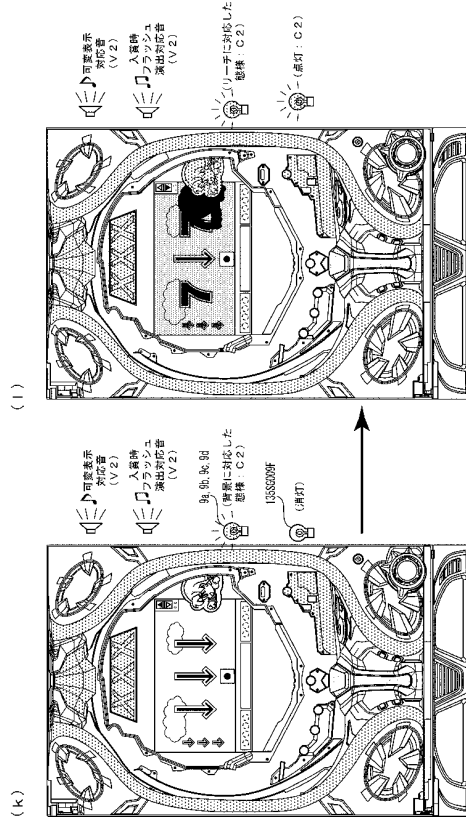 (k)
可変表示
対応音
(V2)
入賞時
フラッシュ
演出対応音
(V2)
9a, 9b, 9c, 9d
(背景に対応した
態様:C2)
135SG009F
(消灯)
(l)
7
可変表示
対応音
(V2)
入賞時
フラッシュ
演出対応音
(V2)
(リーチに対応した
態様:C2)
(点灯:C2)